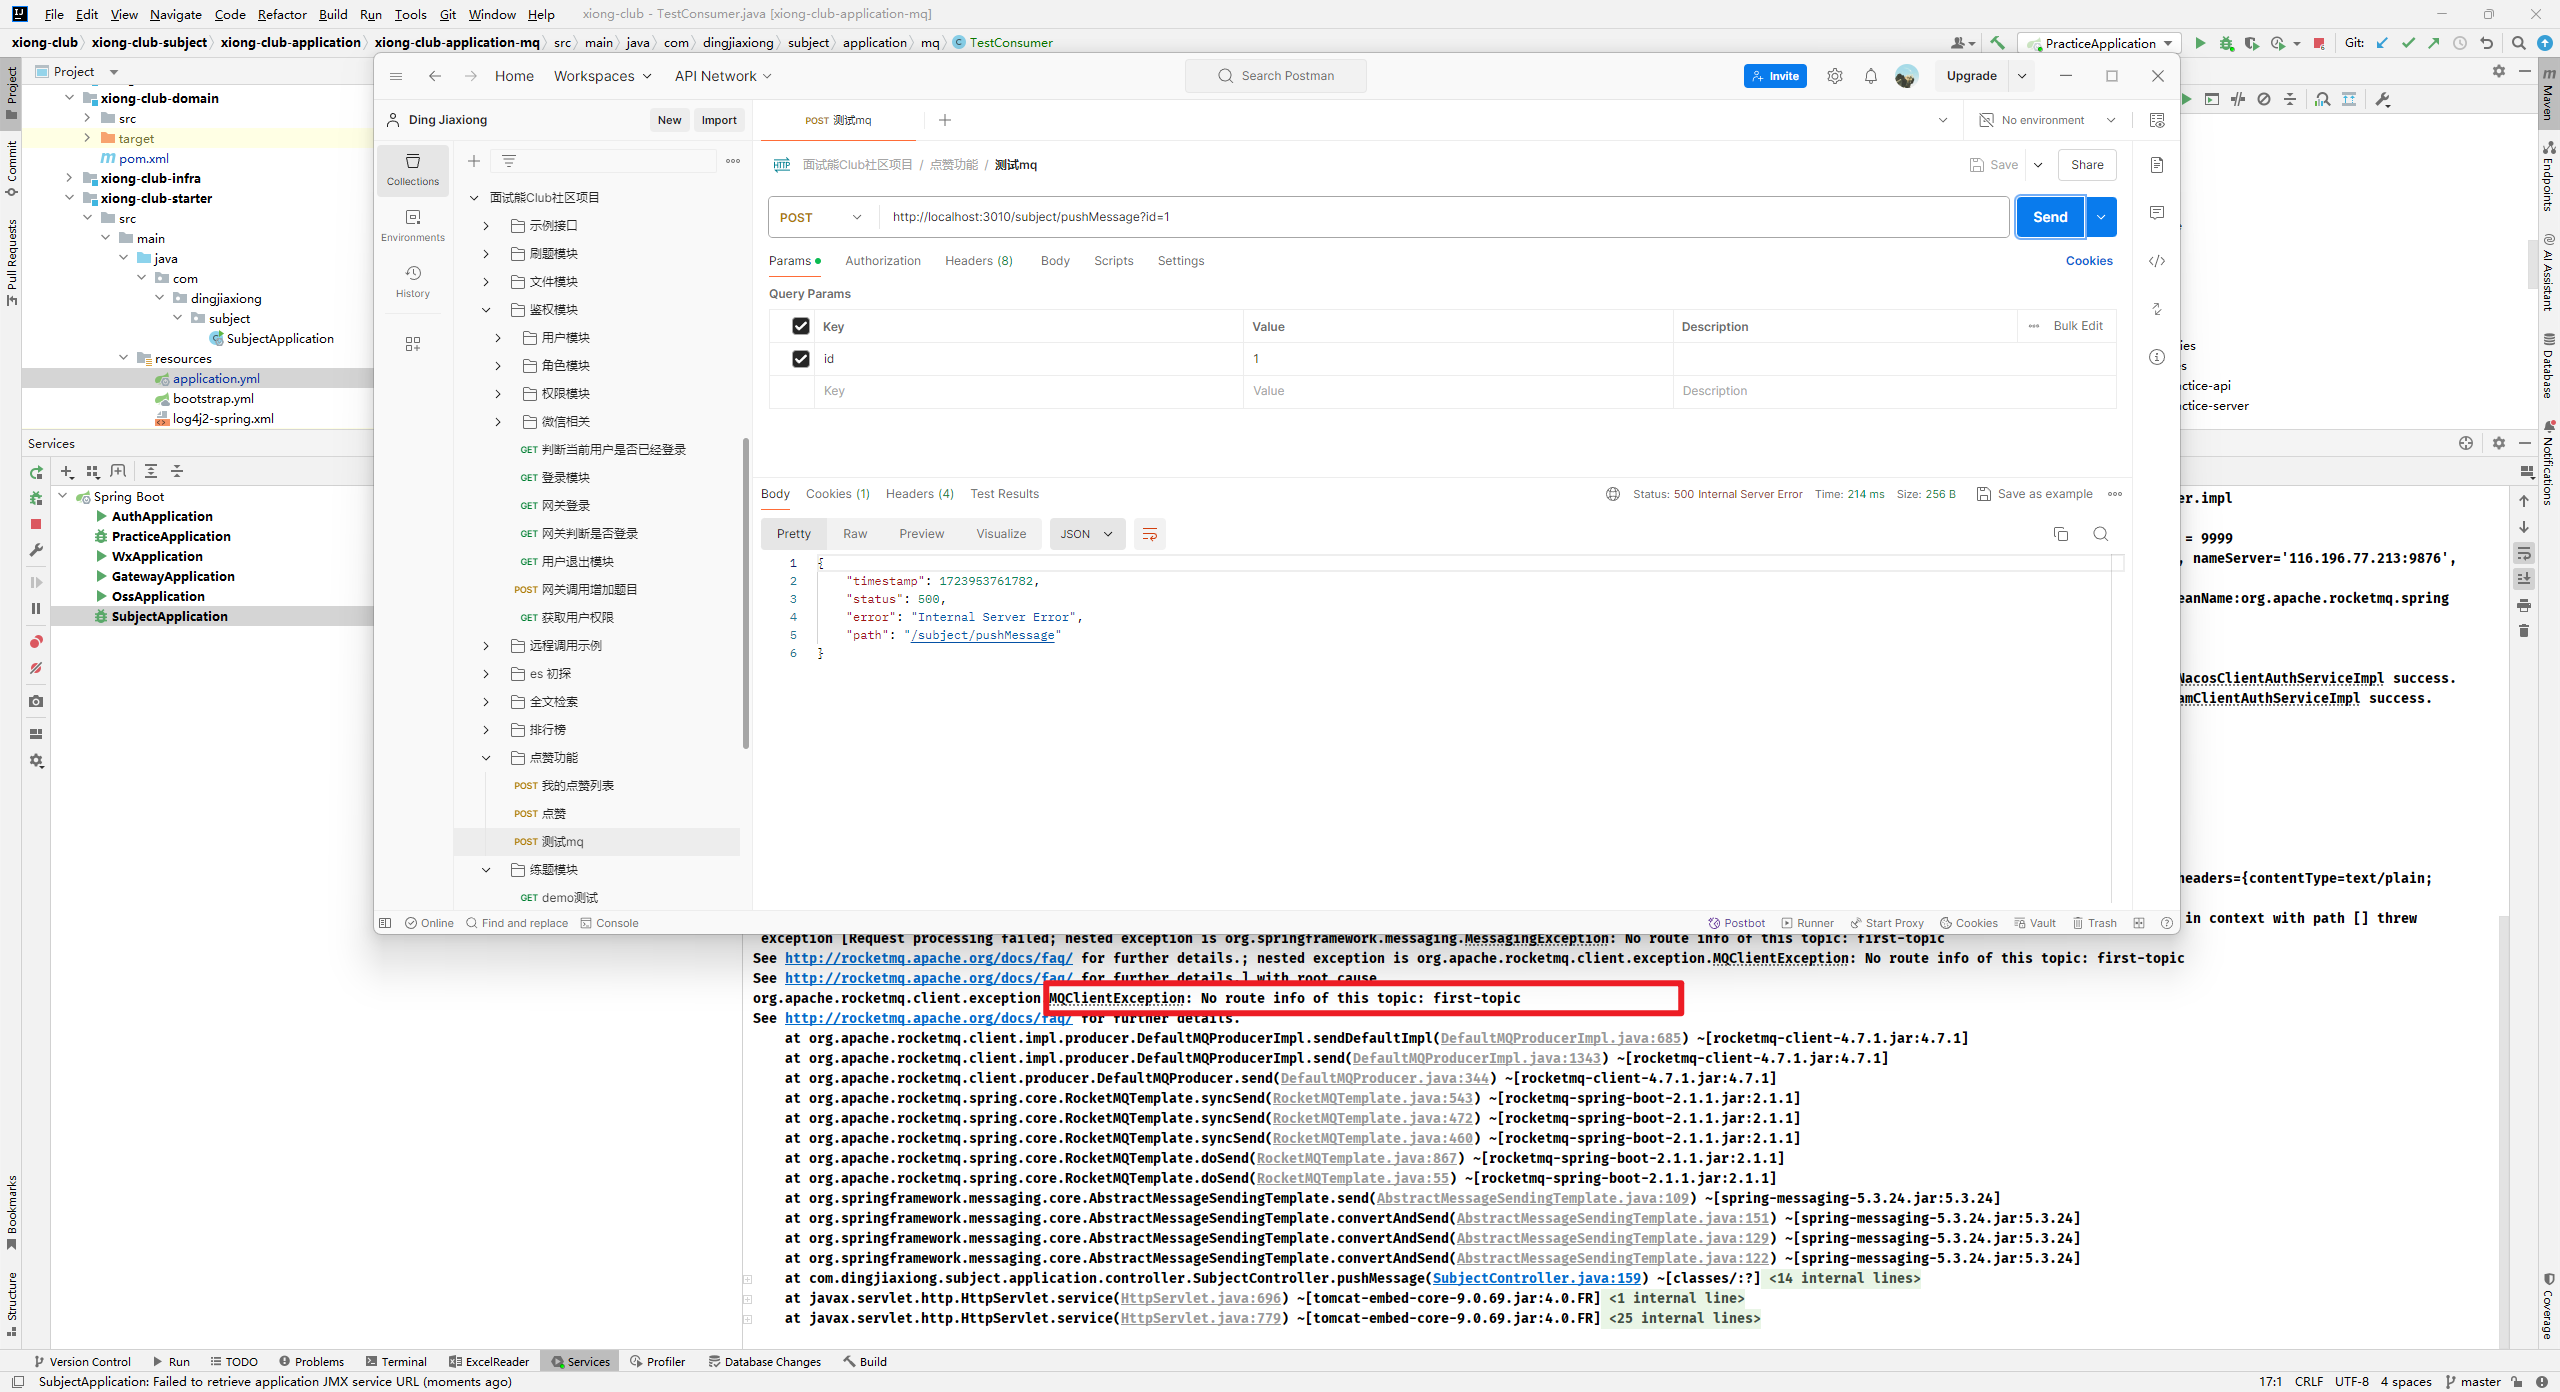 File Edit View Navigate Code Refactor Build Run Tools Git Window Help xiong-club - TestConsumer.java [xiong-club-application-mq]
xiong-club xiong-club-subject xiong-club-application xiong-club-application-mq src main java com dingjiaxiong subject application mq TestConsumer
PracticeApplication Git:
Project
xiong-club-domain
src
target
pom.xml
xiong-club-infra
xiong-club-starter
src
main
java
com
dingjiaxiong
subject
SubjectApplication
resources
application.yml
bootstrap.yml
log4j2-spring.xml
Services
Spring Boot
AuthApplication
PracticeApplication
WxApplication
GatewayApplication
OssApplication
SubjectApplication
Project
Commit
Pull Requests
Bookmarks
Structure
Home Workspaces API Network Search Postman Invite Upgrade
Ding Jiaxiong New Import
Collections
Environments
History
面试熊Club社区项目
示例接口
刷题模块
文件模块
鉴权模块
用户模块
角色模块
权限模块
微信相关
GET 判断当前用户是否已经登录
GET 登录模块
GET 网关登录
GET 网关判断是否登录
GET 用户退出模块
POST 网关调用增加题目
GET 获取用户权限
远程调用示例
es 初探
全文检索
排行榜
点赞功能
POST 我的点赞列表
POST 点赞
POST 测试mq
练题模块
GET demo测试
POST 测试mq No environment
HTTP 面试熊Club社区项目 / 点赞功能 / 测试mq Save Share
POST http://localhost:3010/subject/pushMessage?id=1 Send
Params Authorization Headers (8) Body Scripts Settings Cookies
Query Params
Key Value Description Bulk Edit
id 1
Key Value Description
Body Cookies (1) Headers (4) Test Results Status: 500 Internal Server Error Time: 214 ms Size: 256 B Save as example
Pretty Raw Preview Visualize JSON
1 {
2 "timestamp": 1723953761782,
3 "status": 500,
4 "error": "Internal Server Error",
5 "path": "/subject/pushMessage"
6 }
Online Find and replace Console Postbot Runner Start Proxy Cookies Vault Trash
ies
s
ctice-api
ctice-server
er.impl
= 9999
, nameServer='116.196.77.213:9876',
eanName:org.apache.rocketmq.spring
NacosClientAuthServiceImpl success.
amClientAuthServiceImpl success.
headers={contentType=text/plain;
in context with path [] threw
exception [Request processing failed; nested exception is org.springframework.messaging.MessagingException: No route info of this topic: first-topic
See http://rocketmq.apache.org/docs/faq/ for further details.; nested exception is org.apache.rocketmq.client.exception.MQClientException: No route info of this topic: first-topic
See http://rocketmq.apache.org/docs/faq/ for further details.] with root cause
org.apache.rocketmq.client.exception.MQClientException: No route info of this topic: first-topic
See http://rocketmq.apache.org/docs/faq/ for further details.
at org.apache.rocketmq.client.impl.producer.DefaultMQProducerImpl.sendDefaultImpl(DefaultMQProducerImpl.java:685) ~[rocketmq-client-4.7.1.jar:4.7.1]
at org.apache.rocketmq.client.impl.producer.DefaultMQProducerImpl.send(DefaultMQProducerImpl.java:1343) ~[rocketmq-client-4.7.1.jar:4.7.1]
at org.apache.rocketmq.client.producer.DefaultMQProducer.send(DefaultMQProducer.java:344) ~[rocketmq-client-4.7.1.jar:4.7.1]
at org.apache.rocketmq.spring.core.RocketMQTemplate.syncSend(RocketMQTemplate.java:543) ~[rocketmq-spring-boot-2.1.1.jar:2.1.1]
at org.apache.rocketmq.spring.core.RocketMQTemplate.syncSend(RocketMQTemplate.java:472) ~[rocketmq-spring-boot-2.1.1.jar:2.1.1]
at org.apache.rocketmq.spring.core.RocketMQTemplate.syncSend(RocketMQTemplate.java:460) ~[rocketmq-spring-boot-2.1.1.jar:2.1.1]
at org.apache.rocketmq.spring.core.RocketMQTemplate.doSend(RocketMQTemplate.java:867) ~[rocketmq-spring-boot-2.1.1.jar:2.1.1]
at org.apache.rocketmq.spring.core.RocketMQTemplate.doSend(RocketMQTemplate.java:55) ~[rocketmq-spring-boot-2.1.1.jar:2.1.1]
at org.springframework.messaging.core.AbstractMessageSendingTemplate.send(AbstractMessageSendingTemplate.java:109) ~[spring-messaging-5.3.24.jar:5.3.24]
at org.springframework.messaging.core.AbstractMessageSendingTemplate.convertAndSend(AbstractMessageSendingTemplate.java:151) ~[spring-messaging-5.3.24.jar:5.3.24]
at org.springframework.messaging.core.AbstractMessageSendingTemplate.convertAndSend(AbstractMessageSendingTemplate.java:129) ~[spring-messaging-5.3.24.jar:5.3.24]
at org.springframework.messaging.core.AbstractMessageSendingTemplate.convertAndSend(AbstractMessageSendingTemplate.java:122) ~[spring-messaging-5.3.24.jar:5.3.24]
at com.dingjiaxiong.subject.application.controller.SubjectController.pushMessage(SubjectController.java:159) ~[classes/:?] <14 internal lines>
at javax.servlet.http.HttpServlet.service(HttpServlet.java:696) ~[tomcat-embed-core-9.0.69.jar:4.0.FR] <1 internal line>
at javax.servlet.http.HttpServlet.service(HttpServlet.java:779) ~[tomcat-embed-core-9.0.69.jar:4.0.FR] <25 internal lines>
Maven
Endpoints
AI Assistant
Database
Notifications
Coverage
Version Control Run TODO Problems Terminal ExcelReader Services Profiler Database Changes Build
SubjectApplication: Failed to retrieve application JMX service URL (moments ago) 17:1 CRLF UTF-8 4 spaces master